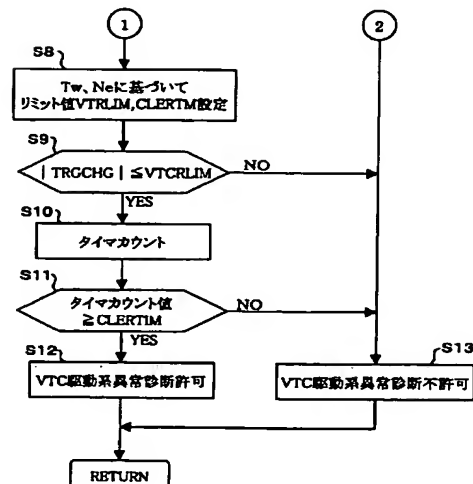 1
2
S8
Tw、Neに基づいて
リミット値VTRLIM,CLERTM設定
S9
| TRGCHG | ≦VTCRLIM
NO
YES
S10
タイマカウント
S11
タイマカウント値
≧CLERTIM
NO
YES
S12
VTC駆動系異常診断許可
S13
VTC駆動系異常診断不許可
RETURN